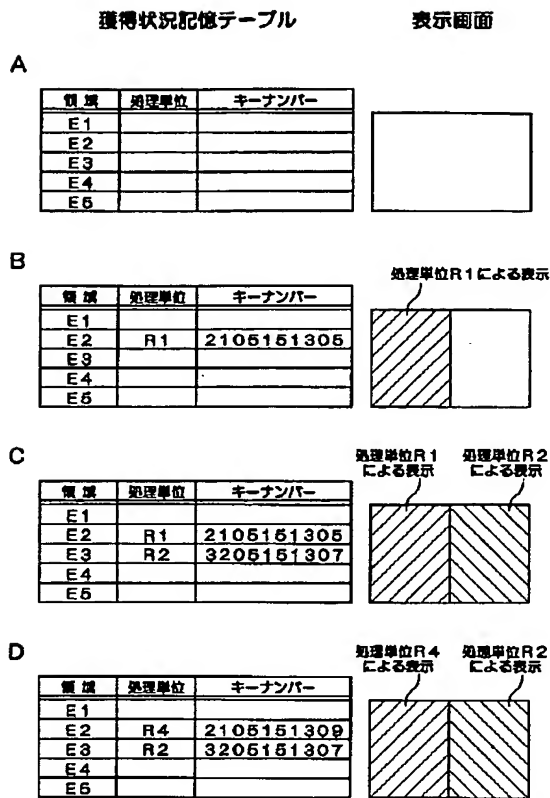 獲得状況記憶テーブル 表示画面
A
領域 処理単位 キーナンバー
E1
E2
E3
E4
E5
B
処理単位R1による表示
領域 処理単位 キーナンバー
E1
E2 R1 2105151305
E3
E4
E5
C
処理単位R1 処理単位R2
による表示 による表示
領域 処理単位 キーナンバー
E1
E2 R1 2105151305
E3 R2 3205151307
E4
E5
D
処理単位R4 処理単位R2
による表示 による表示
領域 処理単位 キーナンバー
E1
E2 R4 2105151309
E3 R2 3205151307
E4
E5